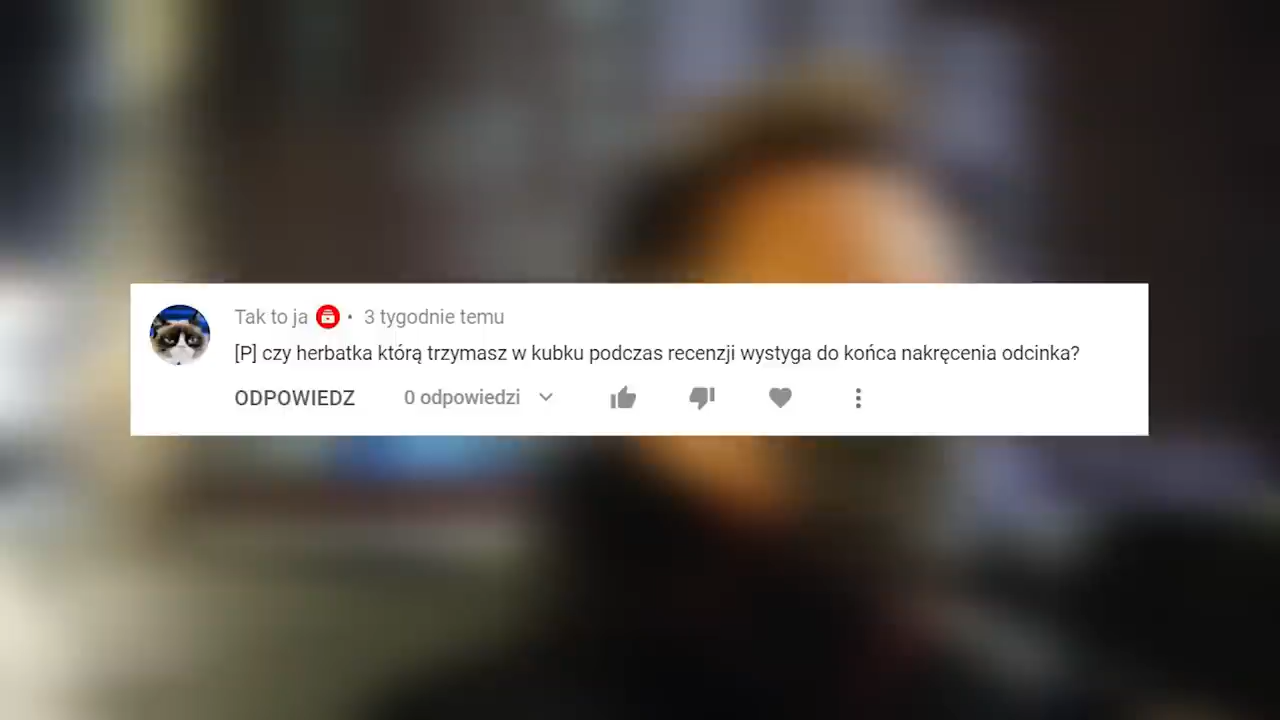 Tak to ja • 3 tygodnie temu
[P] czy herbatka którą trzymasz w kubku podczas recenzji wystyga do końca nakręcenia odcinka?
ODPOWIEDZ 0 odpowiedzi